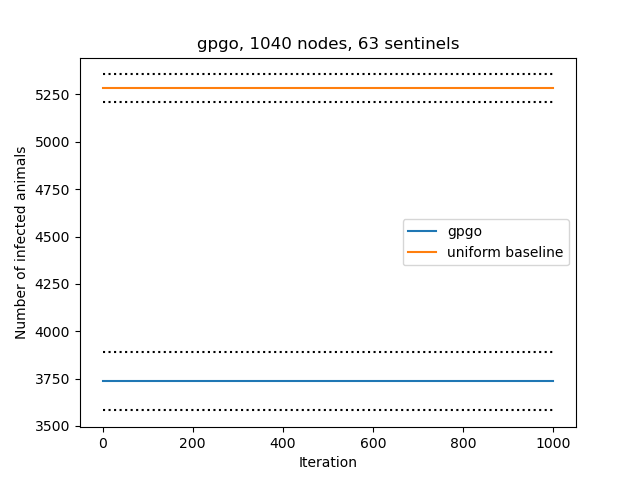 gpgo, 1040 nodes, 63 sentinels
Number of infected animals
5250
5000
4750
4500
4250
4000
3750
3500
gpgo
uniform baseline
0
200
400
600
800
1000
Iteration